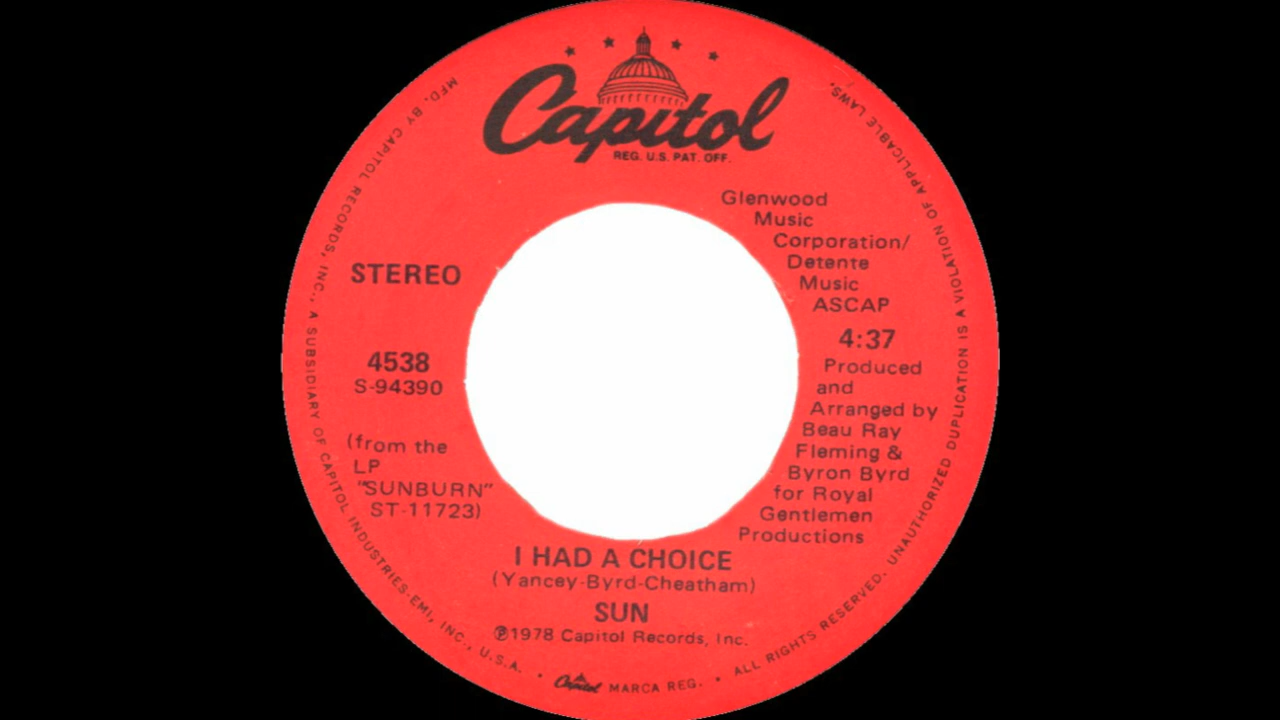 Capitol
REG. U.S. PAT. OFF.
Glenwood
Music
Corporation/
Detente
Music
ASCAP
STEREO
4:37
4538
S-94390
Produced
and
Arranged by
Beau Ray
Fleming &
Byron Byrd
for Royal
Gentlemen
Productions
(from the
LP
"SUNBURN"
ST-11723)
I HAD A CHOICE
(Yancey-Byrd-Cheatham)
SUN
℗1978 Capitol Records, Inc.
MFD. BY CAPITOL RECORDS, INC., A SUBSIDIARY OF CAPITOL INDUSTRIES-EMI, INC., U.S.A. • Capitol MARCA REG. • ALL RIGHTS RESERVED. UNAUTHORIZED DUPLICATION IS A VIOLATION OF APPLICABLE LAWS.